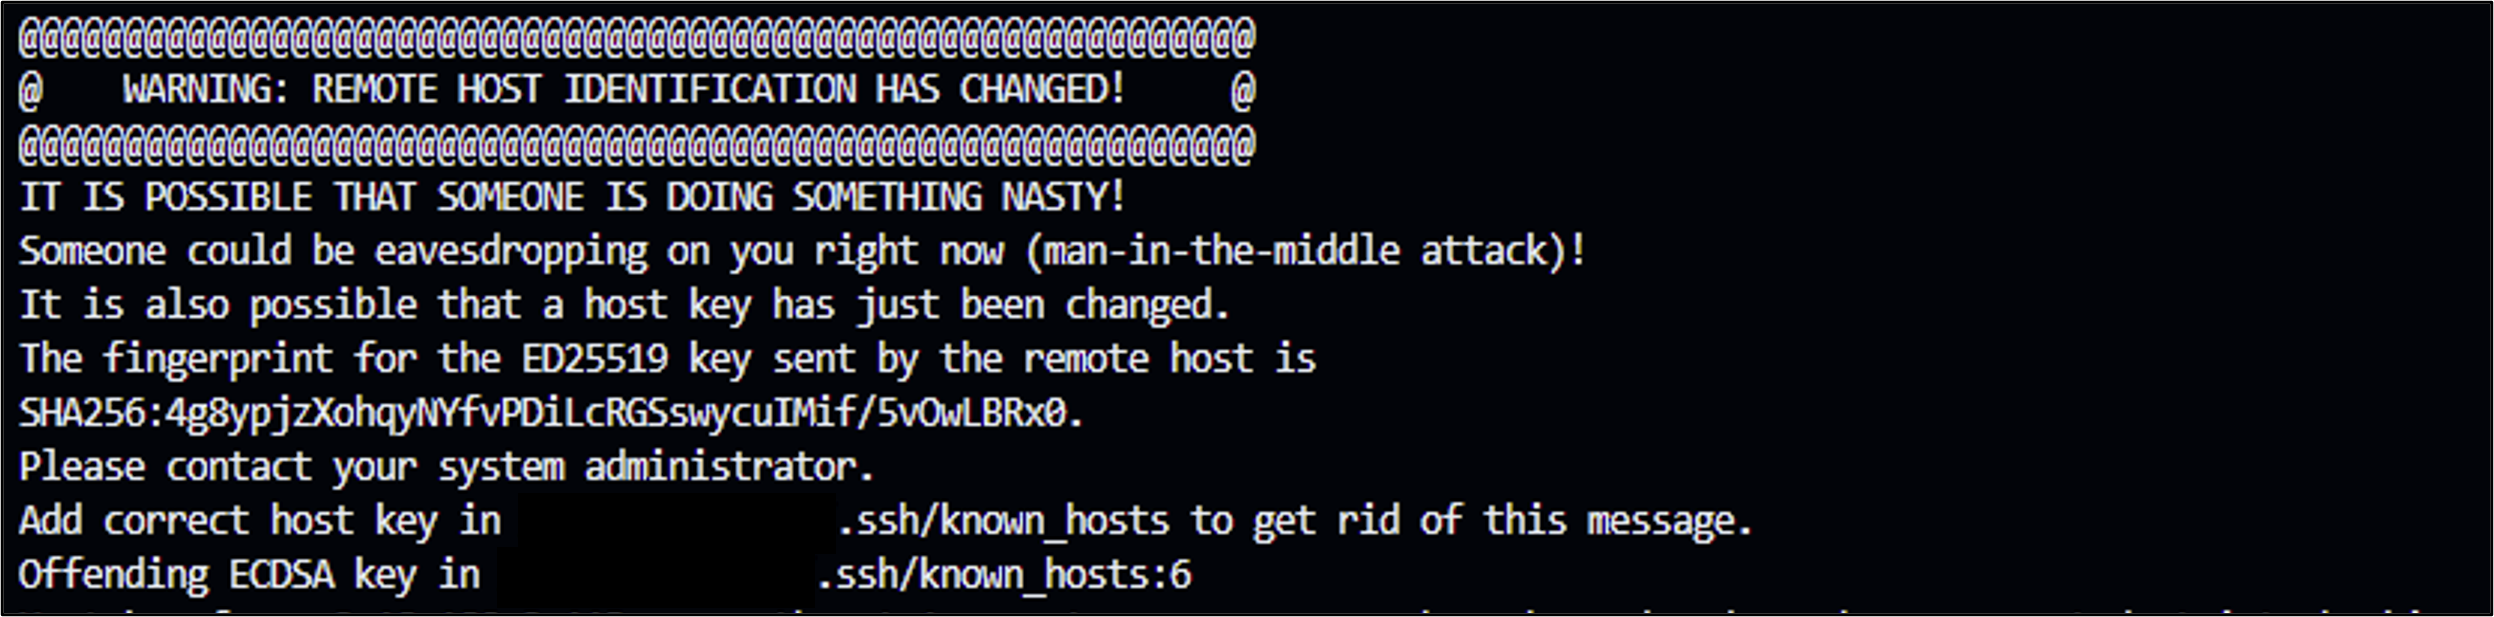 @@@@@@@@@@@@@@@@@@@@@@@@@@@@@@@@@@@@@@@@@@@@@@@@@@@@@@@@@@@
@    WARNING: REMOTE HOST IDENTIFICATION HAS CHANGED!     @
@@@@@@@@@@@@@@@@@@@@@@@@@@@@@@@@@@@@@@@@@@@@@@@@@@@@@@@@@@@
IT IS POSSIBLE THAT SOMEONE IS DOING SOMETHING NASTY!
Someone could be eavesdropping on you right now (man-in-the-middle attack)!
It is also possible that a host key has just been changed.
The fingerprint for the ED25519 key sent by the remote host is
SHA256:4g8ypjzXohqyNYfvPDiLcRGSswycuIMif/5vOwLBRx0.
Please contact your system administrator.
Add correct host key in .ssh/known_hosts to get rid of this message.
Offending ECDSA key in .ssh/known_hosts:6